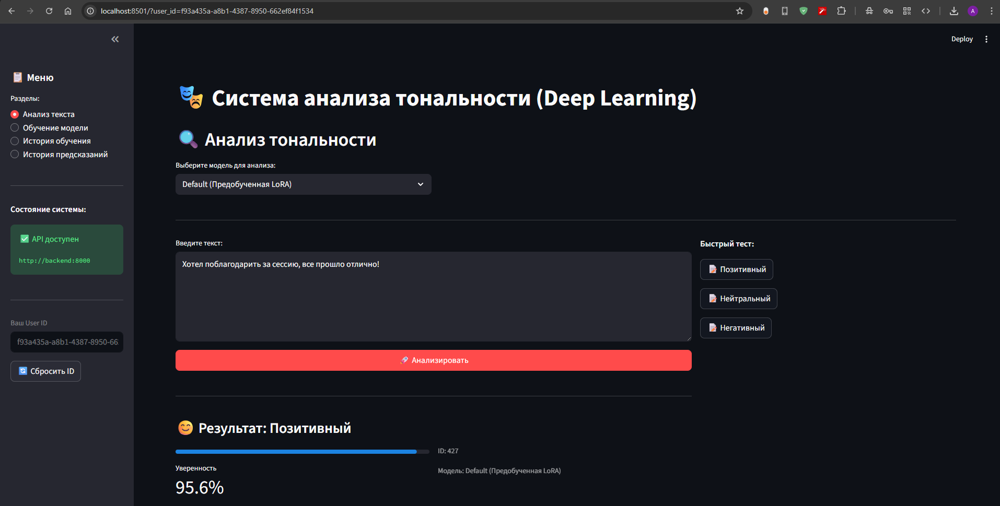 localhost:8501/?user_id=f93a435a-a8b1-4387-8950-662ef84f1534
A
Deploy
Меню
Разделы:
Анализ текста
Обучение модели
История обучения
История предсказаний
Состояние системы:
API доступен
http://backend:8000
Ваш User ID
f93a435a-a8b1-4387-8950-66
Сбросить ID
Система анализа тональности (Deep Learning)
Анализ тональности
Выберите модель для анализа:
Default (Предобученная LoRA)
Введите текст:
Хотел поблагодарить за сессию, все прошло отлично!
Анализировать
Быстрый тест:
Позитивный
Нейтральный
Негативный
Результат: Позитивный
ID: 427
Уверенность
Модель: Default (Предобученная LoRA)
95.6%